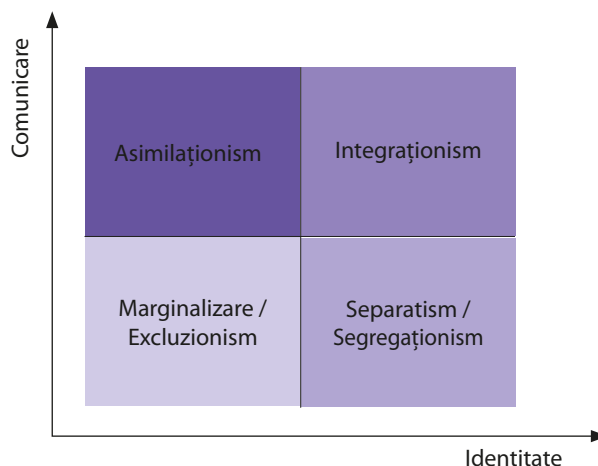 Comunicare
Asimilaționism
Integraționism
Marginalizare /
Excluzionism
Separatism /
Segregaționism
Identitate